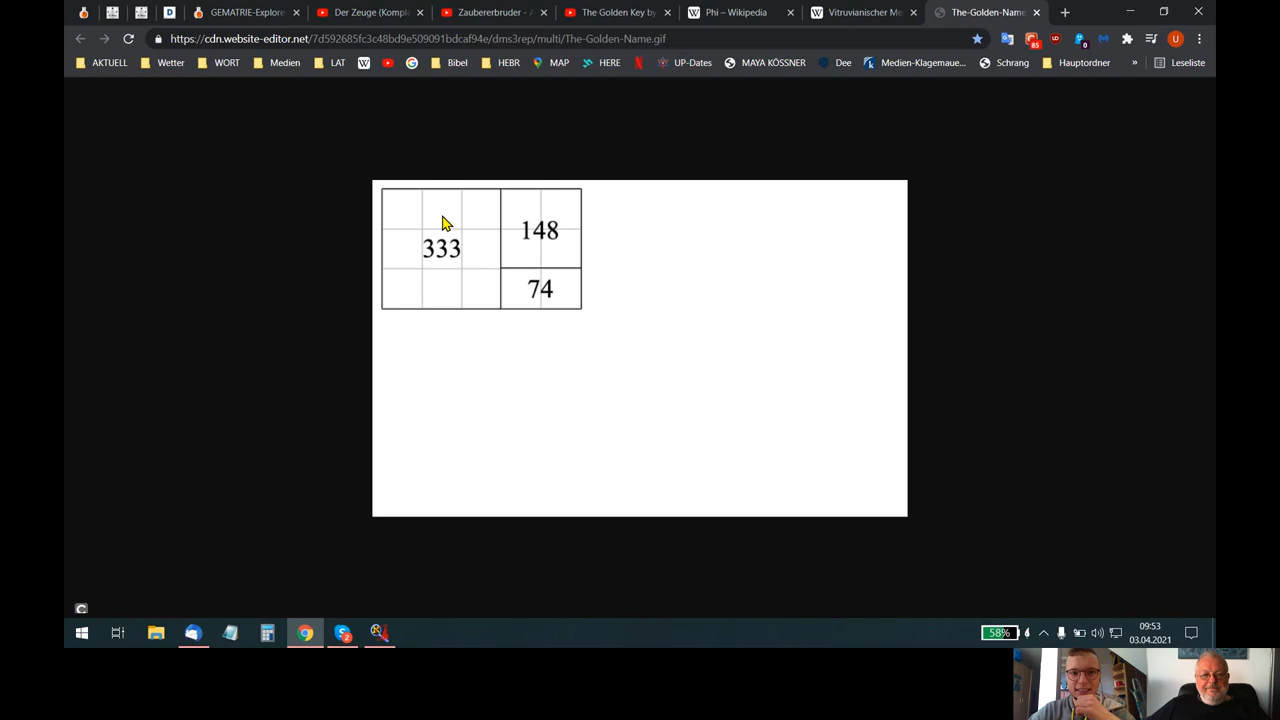 GEMATRIE-Explore
Der Zeuge (Kompl
Zaubererbruder - A
The Golden Key by
Phi – Wikipedia
Vitruvianischer Me
The-Golden-Name.
https://cdn.website-editor.net/7d592685fc3c48bd9e509091bdcaf94e/dms3rep/multi/The-Golden-Name.gif
85
0
U
AKTUELL
Wetter
WORT
Medien
LAT
W
G
Bibel
HEBR
MAP
HERE
N
UP-Dates
MAYA KÖSSNER
Dee
Medien-Klagemaue...
Schrang
Hauptordner
»
Leseliste
148
333
74
C
58%
09:53
03.04.2021